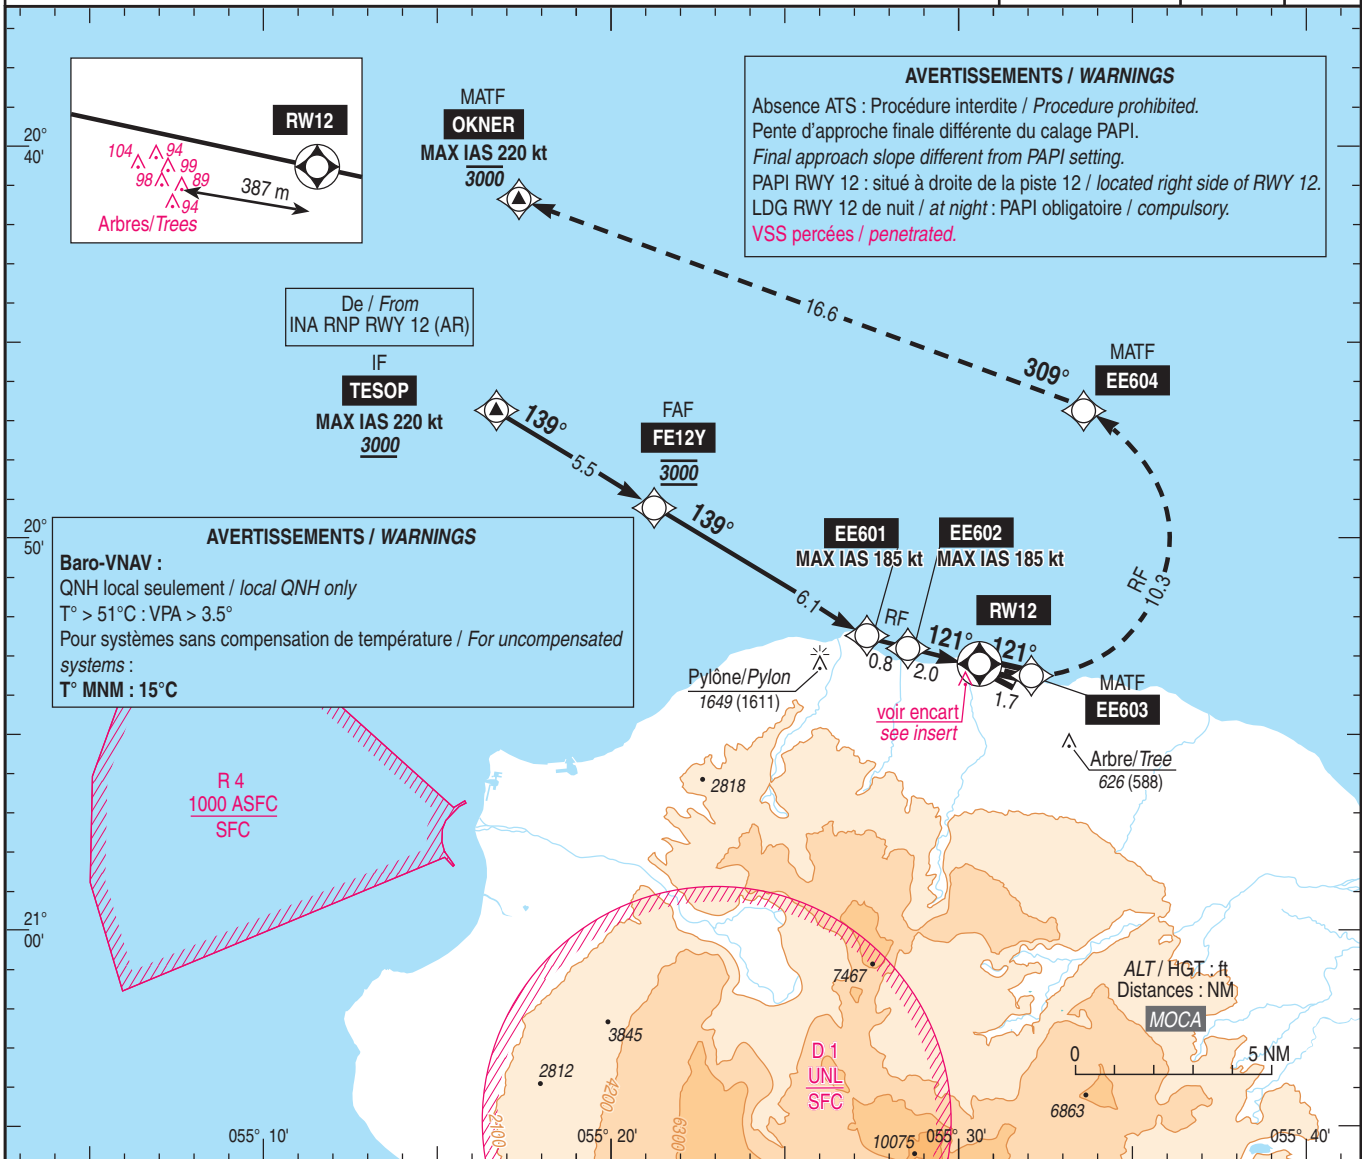 RW12
104
94
99
98
89
94
387 m
Arbres/Trees
MATF
OKNER
MAX IAS 220 kt
3000
AVERTISSEMENTS / WARNINGS
Absence ATS : Procédure interdite / Procedure prohibited.
Pente d'approche finale différente du calage PAPI.
Final approach slope different from PAPI setting.
PAPI RWY 12 : situé à droite de la piste 12 / located right side of RWY 12.
LDG RWY 12 de nuit / at night : PAPI obligatoire / compulsory.
VSS percées / penetrated.
20°
40'
De / From
INA RNP RWY 12 (AR)
16.6
IF
TESOP
MAX IAS 220 kt
3000
309°
MATF
EE604
139°
5.5
FAF
FE12Y
3000
139°
6.1
20°
50'
EE601
MAX IAS 185 kt
EE602
MAX IAS 185 kt
RF
10.3
AVERTISSEMENTS / WARNINGS
Baro-VNAV :
QNH local seulement / local QNH only
T° > 51°C : VPA > 3.5°
Pour systèmes sans compensation de température / For uncompensated
systems :
T° MNM : 15°C
RF
0.8
2.0
121°
RW12
121°
1.7
MATF
EE603
Pylône/Pylon
1649 (1611)
voir encart
see insert
Arbre/Tree
626 (588)
2818
R 4
1000 ASFC
SFC
21°
00'
7467
ALT / HGT : ft
Distances : NM
MOCA
0
5 NM
3845
2812
D 1
UNL
SFC
6863
10075
2100
4200
6300
055° 10'
055° 20'
055° 30'
055° 40'